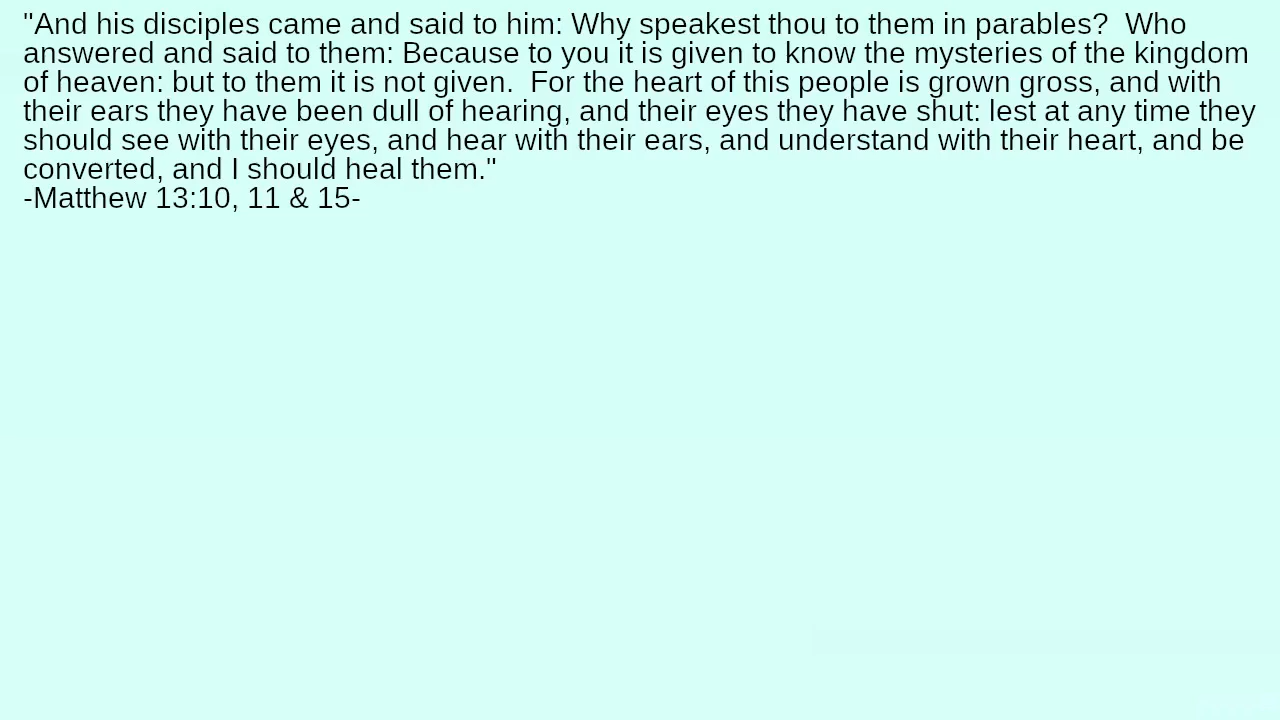 "And his disciples came and said to him: Why speakest thou to them in parables?  Who
answered and said to them: Because to you it is given to know the mysteries of the kingdom
of heaven: but to them it is not given.  For the heart of this people is grown gross, and with
their ears they have been dull of hearing, and their eyes they have shut: lest at any time they
should see with their eyes, and hear with their ears, and understand with their heart, and be
converted, and I should heal them."
-Matthew 13:10, 11 & 15-